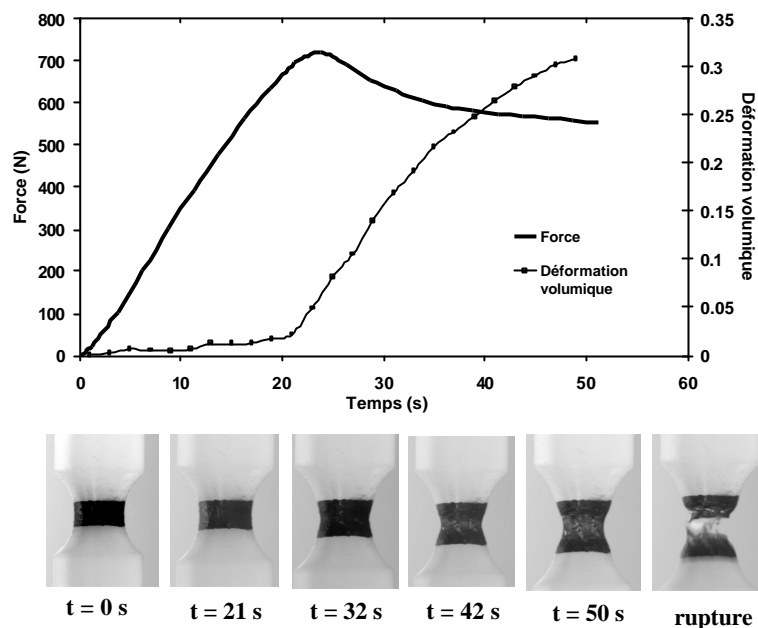 800
700
600
500
400
300
200
100
0
Force (N)
0.35
0.3
0.25
0.2
0.15
0.1
0.05
0
Déformation volumique
Force
Déformation
volumique
0 10 20 30 40 50 60
Temps (s)
t = 0 s t = 21 s t = 32 s t = 42 s t = 50 s rupture